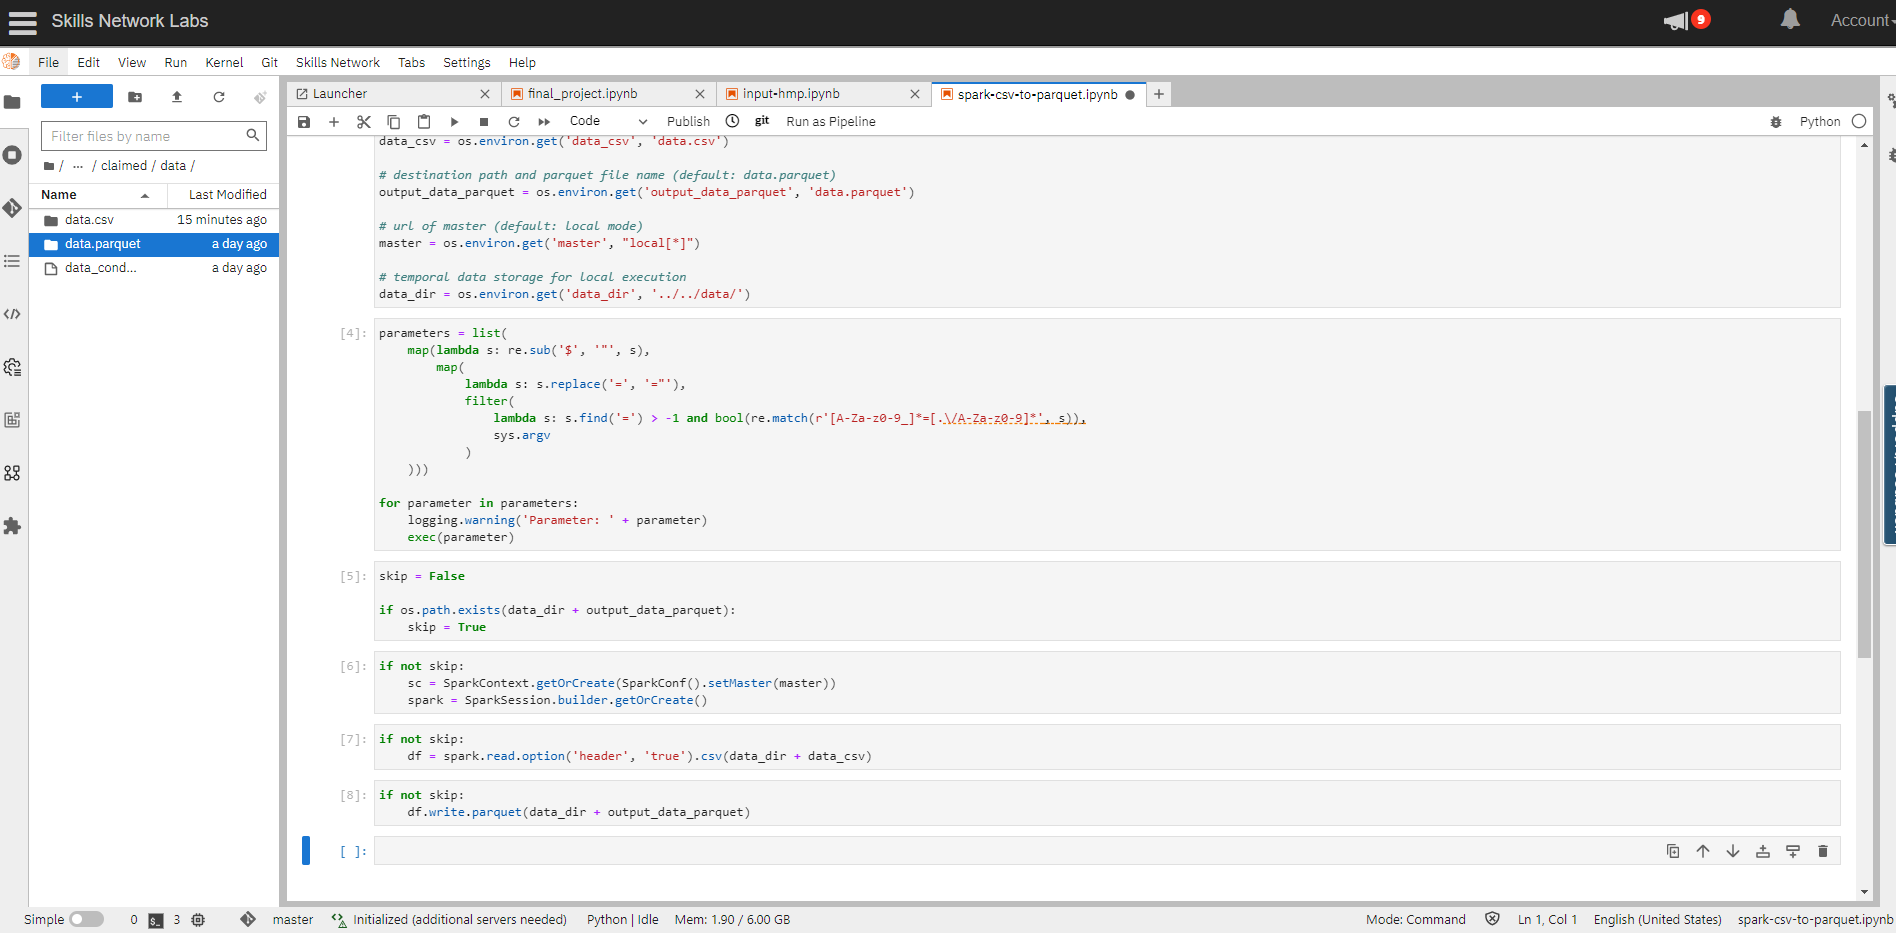 Skills Network Labs
9
Account
File Edit View Run Kernel Git Skills Network Tabs Settings Help
+
Launcher
final_project.ipynb
input-hmp.ipynb
spark-csv-to-parquet.ipynb
Filter files by name
Code
Publish
git
Run as Pipeline
Python
/ ... / claimed / data /
Name Last Modified
data.csv 15 minutes ago
data.parquet a day ago
data_cond... a day ago
data_csv = os.environ.get('data_csv', 'data.csv')
# destination path and parquet file name (default: data.parquet)
output_data_parquet = os.environ.get('output_data_parquet', 'data.parquet')
# url of master (default: local mode)
master = os.environ.get('master', "local[*]")
# temporal data storage for local execution
data_dir = os.environ.get('data_dir', '../../data/')
[4]: parameters = list(
map(lambda s: re.sub('$', '"', s),
map(
lambda s: s.replace('=', '="'),
filter(
lambda s: s.find('=') > -1 and bool(re.match(r'[A-Za-z0-9_]*=[.\/A-Za-z0-9]*', s)),
sys.argv
)
)))
for parameter in parameters:
logging.warning('Parameter: ' + parameter)
exec(parameter)
[5]: skip = False
if os.path.exists(data_dir + output_data_parquet):
skip = True
[6]: if not skip:
sc = SparkContext.getOrCreate(SparkConf().setMaster(master))
spark = SparkSession.builder.getOrCreate()
[7]: if not skip:
df = spark.read.option('header', 'true').csv(data_dir + data_csv)
[8]: if not skip:
df.write.parquet(data_dir + output_data_parquet)
[ ]:
Simple 0 3 master Initialized (additional servers needed) Python | Idle Mem: 1.90 / 6.00 GB Mode: Command Ln 1, Col 1 English (United States) spark-csv-to-parquet.ipynb